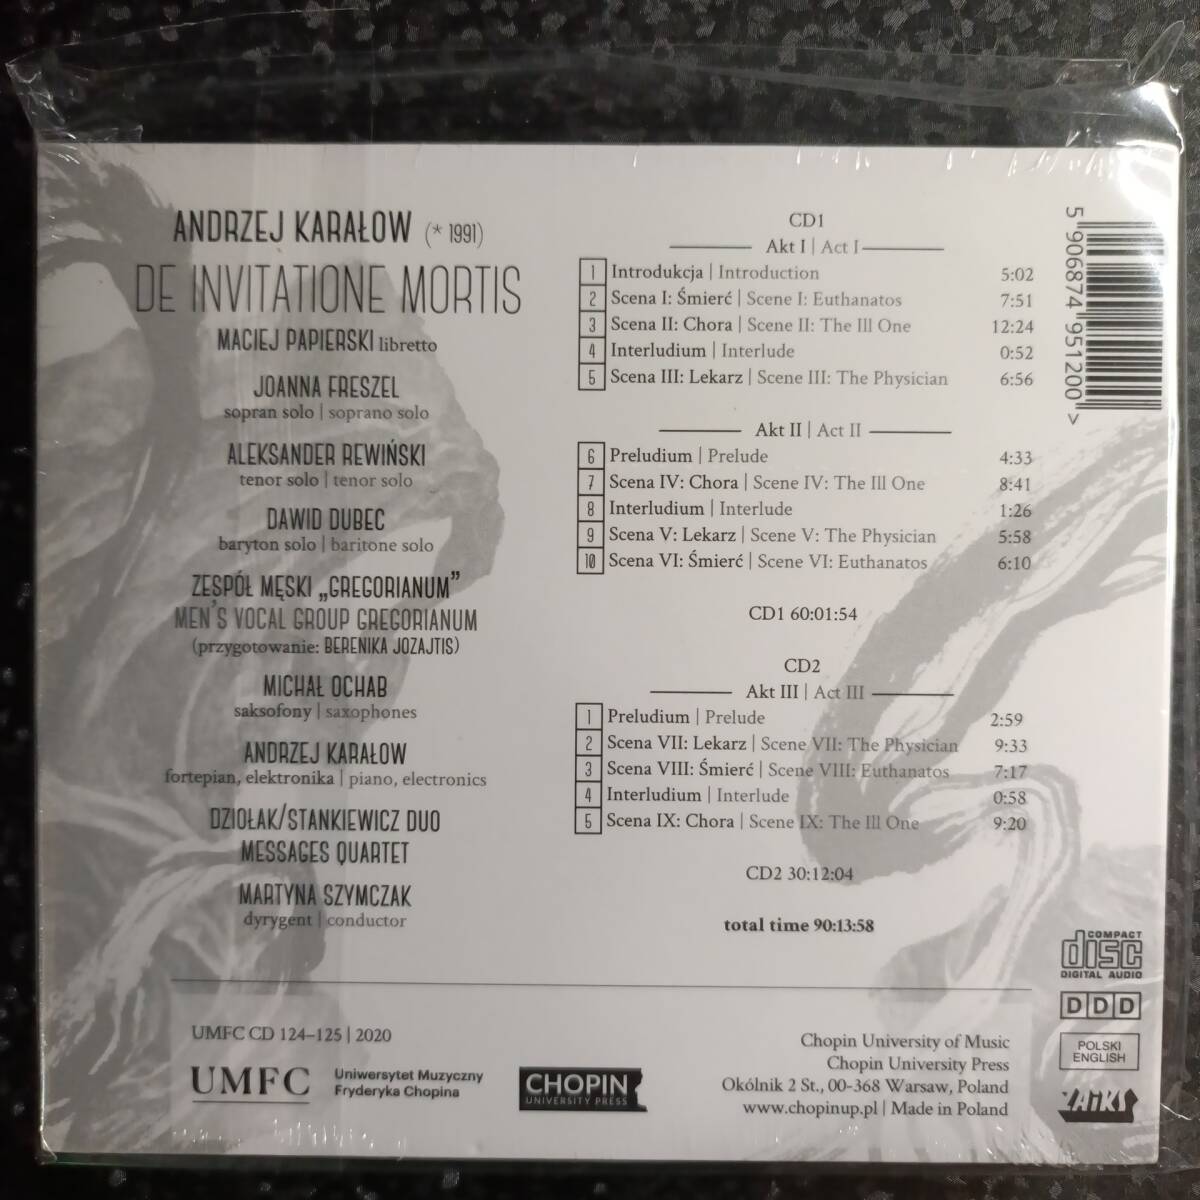 ANDRZEJ KARAŁOW (* 1991)
DE INVITATIONE MORTIS
MACIEJ PAPIERSKI libretto
JOANNA FRESZEL
sopran solo | soprano solo
ALEKSANDER REWIŃSKI
tenor solo | tenor solo
DAWID DUBEC
baryton solo | baritone solo
ZESPÓŁ MĘSKI „GREGORIANUM”
MEN'S VOCAL GROUP GREGORIANUM
(przygotowanie: BERENIKA JOZAJTIS)
MICHAŁ OCHAB
saksofony | saxophones
ANDRZEJ KARAŁOW
fortepian, elektronika | piano, electronics
DZIOŁAK/STANKIEWICZ DUO
MESSAGES QUARTET
MARTYNA SZYMCZAK
dyrygent | conductor
CD1
Akt I | Act I
1 Introdukcja | Introduction 5:02
2 Scena I: Śmierć | Scene I: Euthanatos 7:51
3 Scena II: Chora | Scene II: The Ill One 12:24
4 Interludium | Interlude 0:52
5 Scena III: Lekarz | Scene III: The Physician 6:56
Akt II | Act II
6 Preludium | Prelude 4:33
7 Scena IV: Chora | Scene IV: The Ill One 8:41
8 Interludium | Interlude 1:26
9 Scena V: Lekarz | Scene V: The Physician 5:58
10 Scena VI: Śmierć | Scene VI: Euthanatos 6:10
CD1 60:01:54
CD2
Akt III | Act III
1 Preludium | Prelude 2:59
2 Scena VII: Lekarz | Scene VII: The Physician 9:33
3 Scena VIII: Śmierć | Scene VIII: Euthanatos 7:17
4 Interludium | Interlude 0:58
5 Scena IX: Chora | Scene IX: The Ill One 9:20
CD2 30:12:04
total time 90:13:58
5 906874 951200 >
COMPACT
disc
DIGITAL AUDIO
DDD
POLSKI
ENGLISH
ZAiKS
UMFC CD 124–125 | 2020
UMFC
Uniwersytet Muzyczny
Fryderyka Chopina
CHOPIN
UNIVERSITY PRESS
Chopin University of Music
Chopin University Press
Okólnik 2 St., 00-368 Warsaw, Poland
www.chopinup.pl | Made in Poland